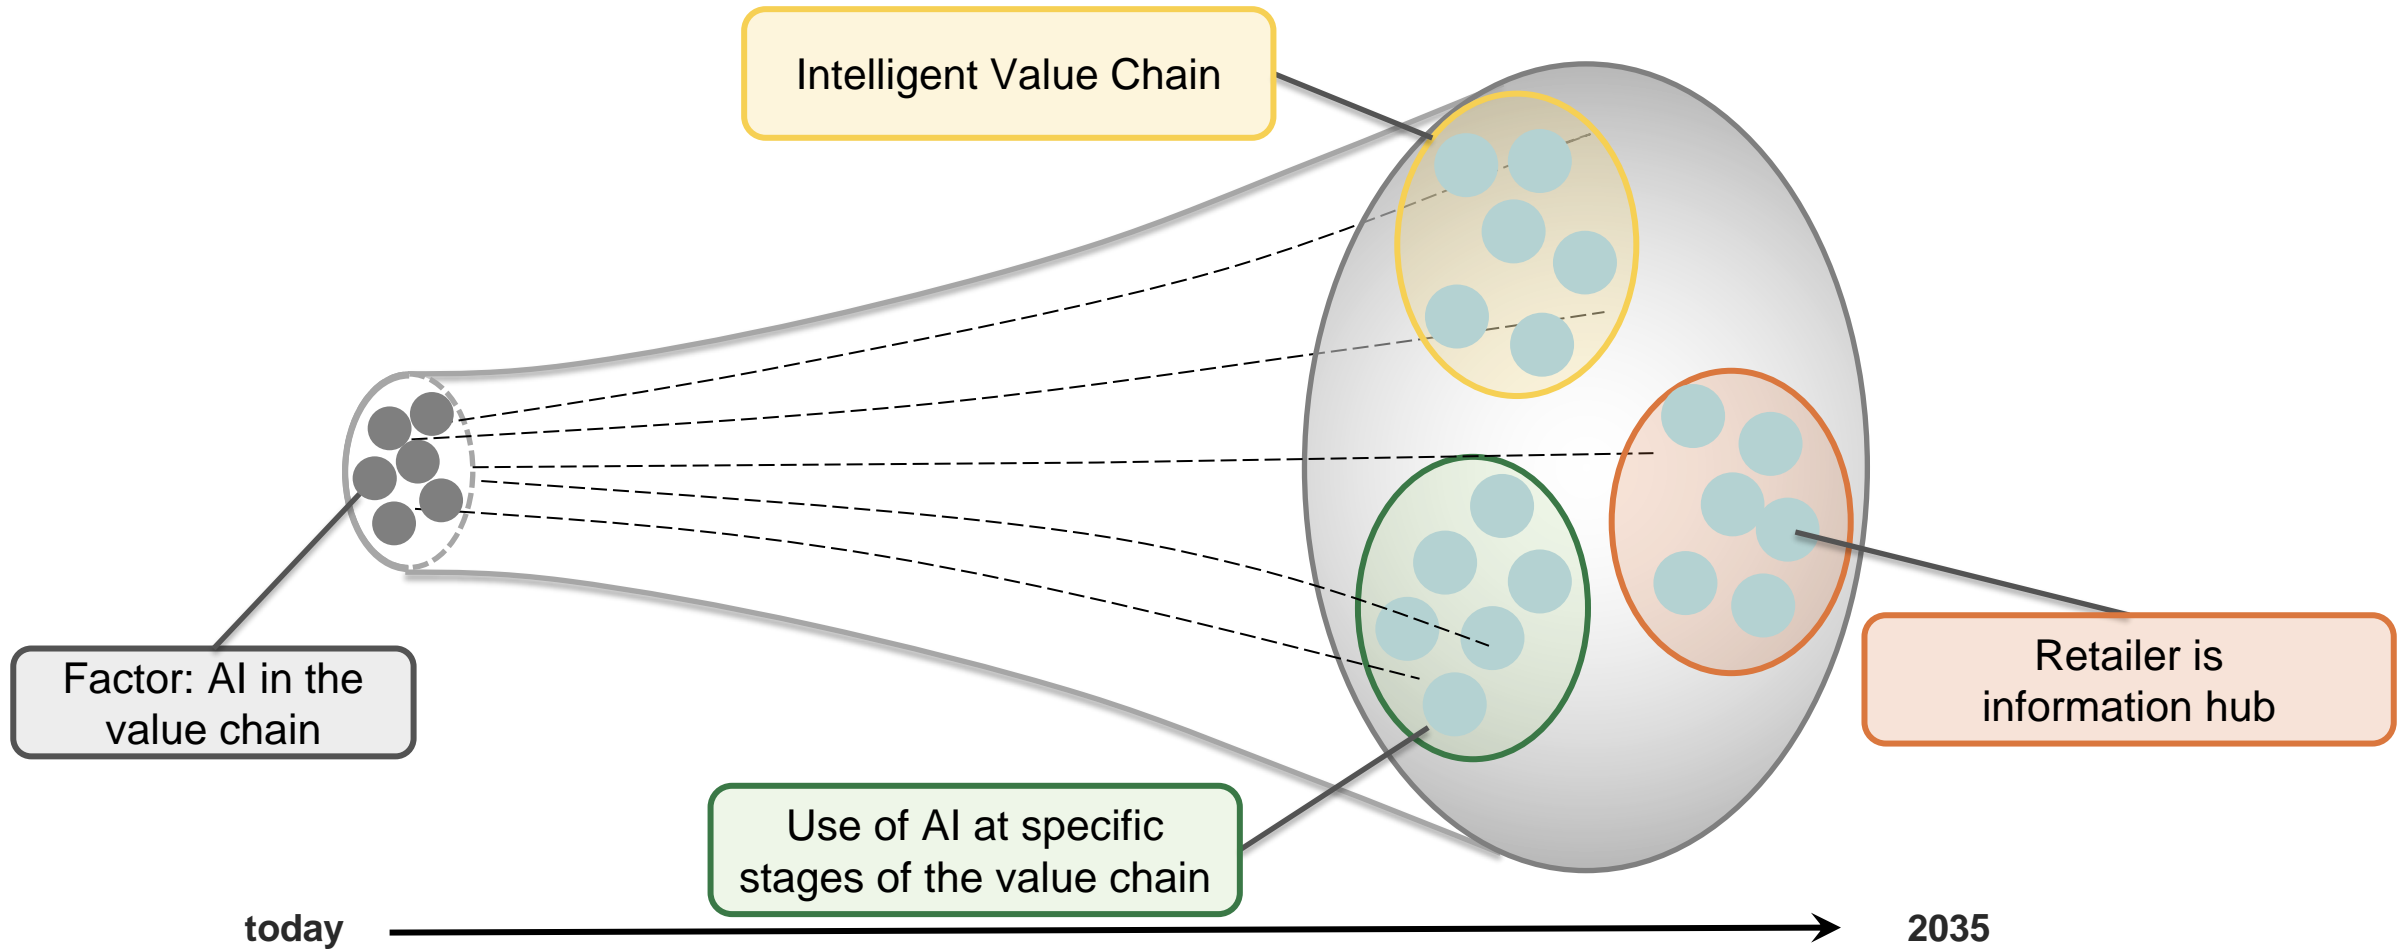 Intelligent Value Chain
Factor: AI in the
value chain
Retailer is
information hub
Use of AI at specific
stages of the value chain
today
2035